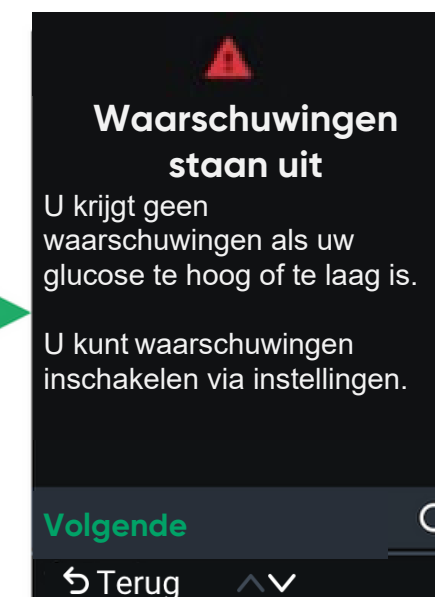 Waarschuwingen
staan uit
U krijgt geen
waarschuwingen als uw
glucose te hoog of te laag is.
U kunt waarschuwingen
inschakelen via instellingen.
Volgende
Terug